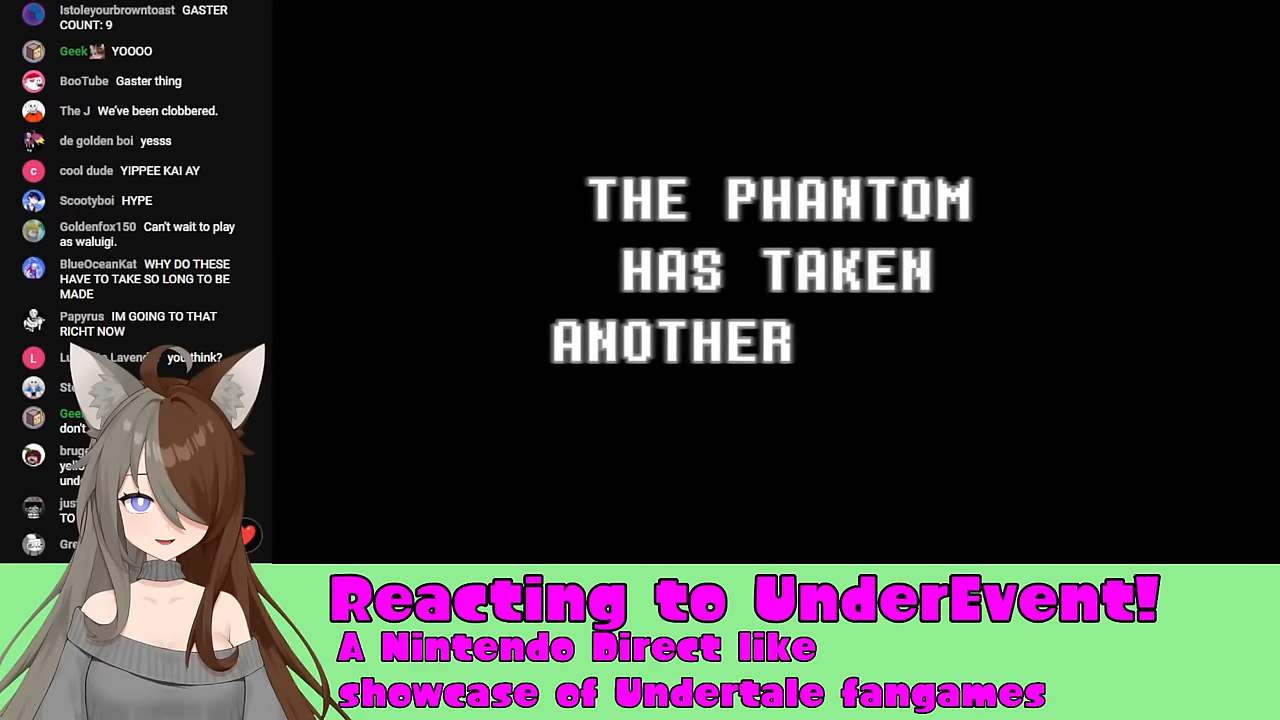 Istoleyourbrowntoast GASTER
COUNT: 9
Geek YOOOO
BooTube Gaster thing
The J We've been clobbered.
de golden boi yesss
c
cool dude YIPPEE KAI AY
Scootyboi HYPE
Goldenfox150 Can't wait to play
as waluigi.
BlueOceanKat WHY DO THESE
HAVE TO TAKE SO LONG TO BE
MADE
Papyrus IM GOING TO THAT
RIGHT NOW
L
you think?
don't
TO
THE PHANTOM
HAS TAKEN
ANOTHER
Reacting to UnderEvent!
A Nintendo Direct like
showcase of Undertale fangames